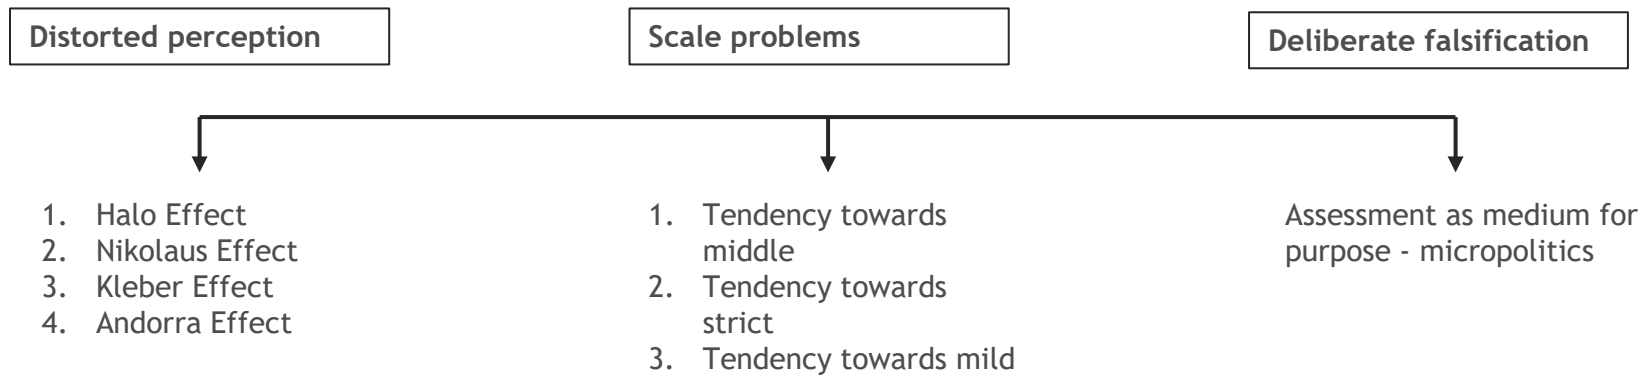 Distorted perception
Scale problems
Deliberate falsification
1. Halo Effect
2. Nikolaus Effect
3. Kleber Effect
4. Andorra Effect
1. Tendency towards
middle
2. Tendency towards
strict
3. Tendency towards mild
Assessment as medium for
purpose - micropolitics